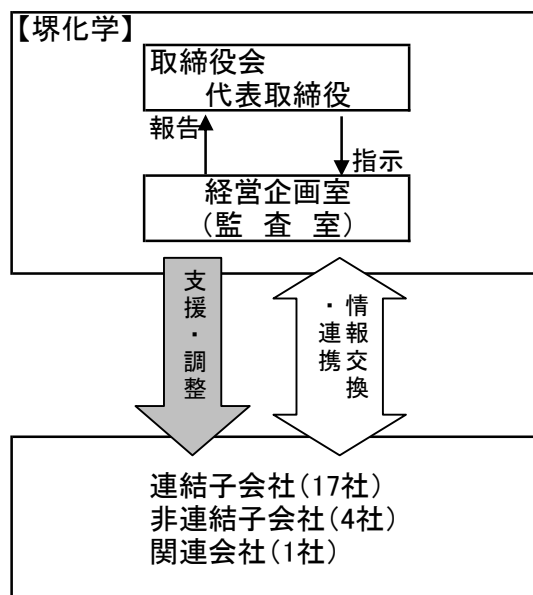 【堺化学】
取締役会
代表取締役
報告
指示
経営企画室
(監 査 室)
支援・調整
情報交換
・連携
連結子会社(17社)
非連結子会社(4社)
関連会社(1社)